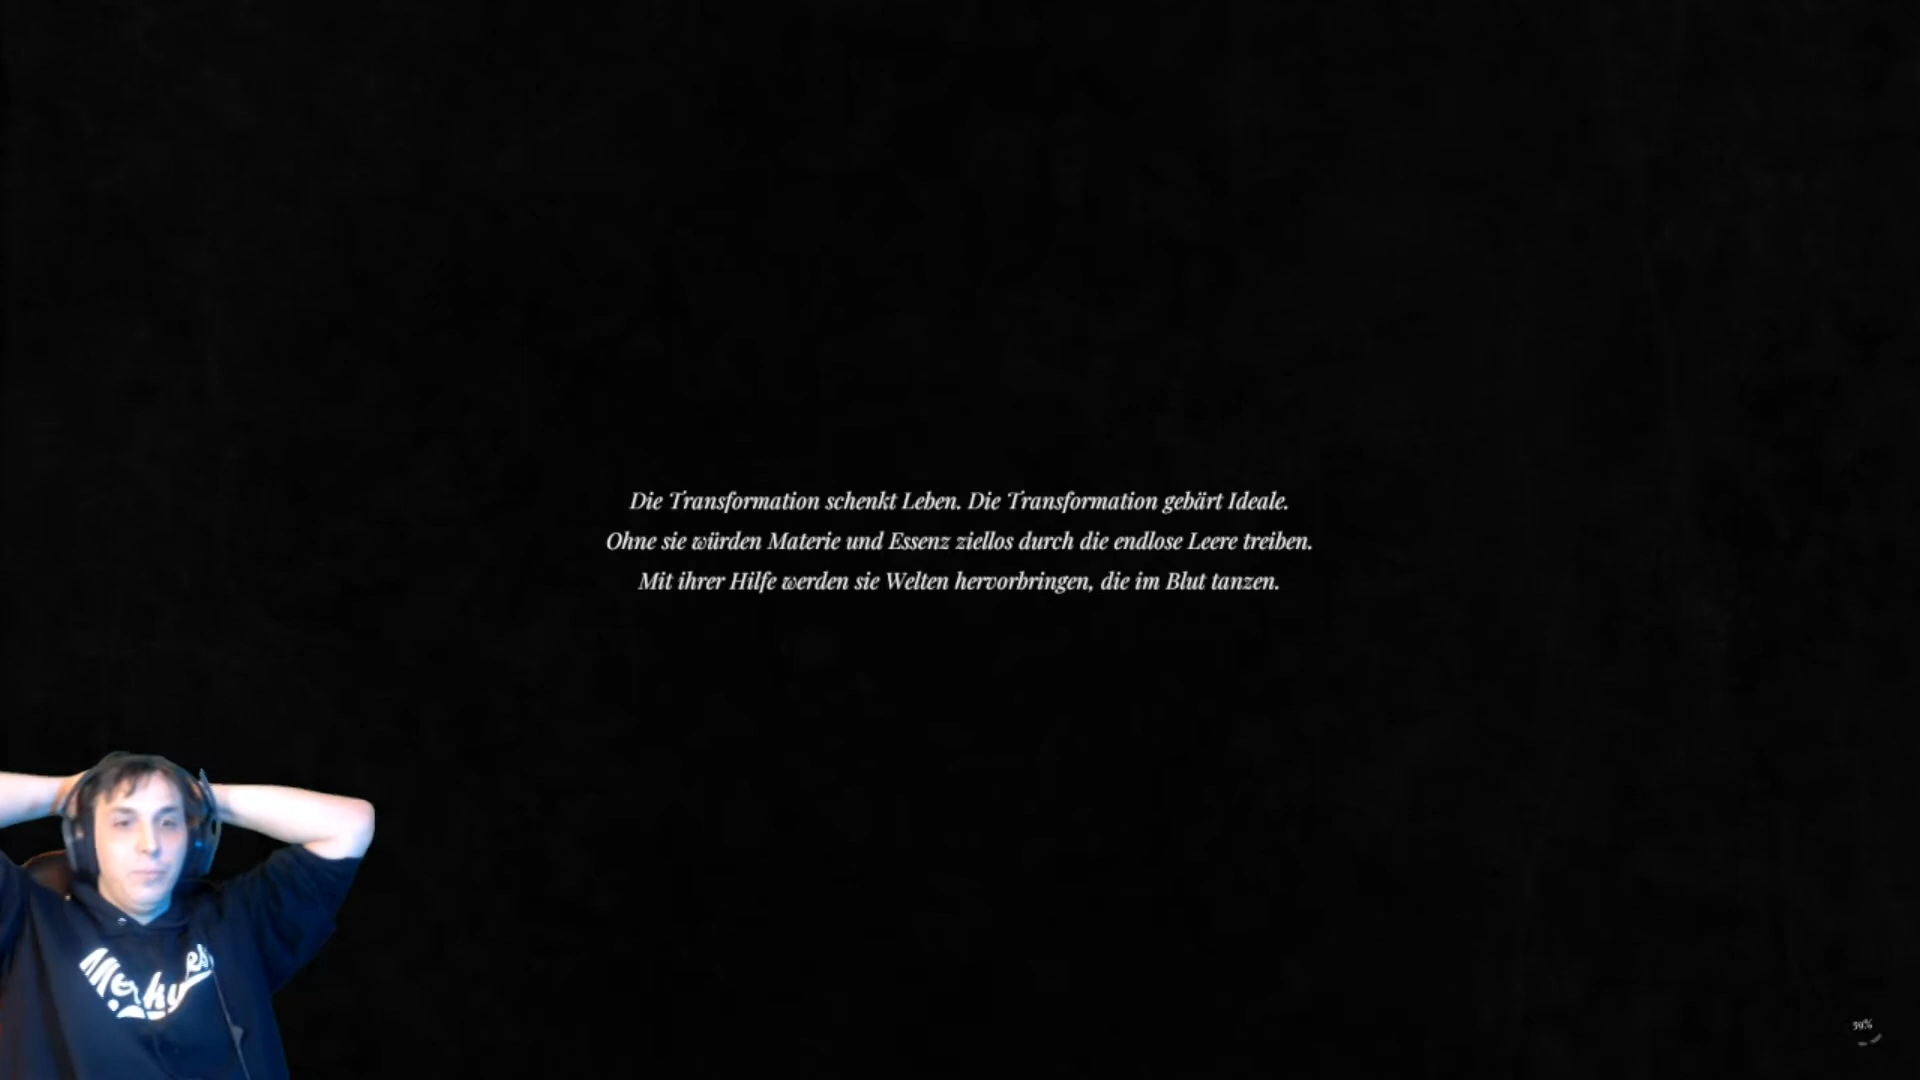 Die Transformation schenkt Leben. Die Transformation gebärt Ideale.
Ohne sie würden Materie und Essenz ziellos durch die endlose Leere treiben.
Mit ihrer Hilfe werden sie Welten hervorbringen, die im Blut tanzen.